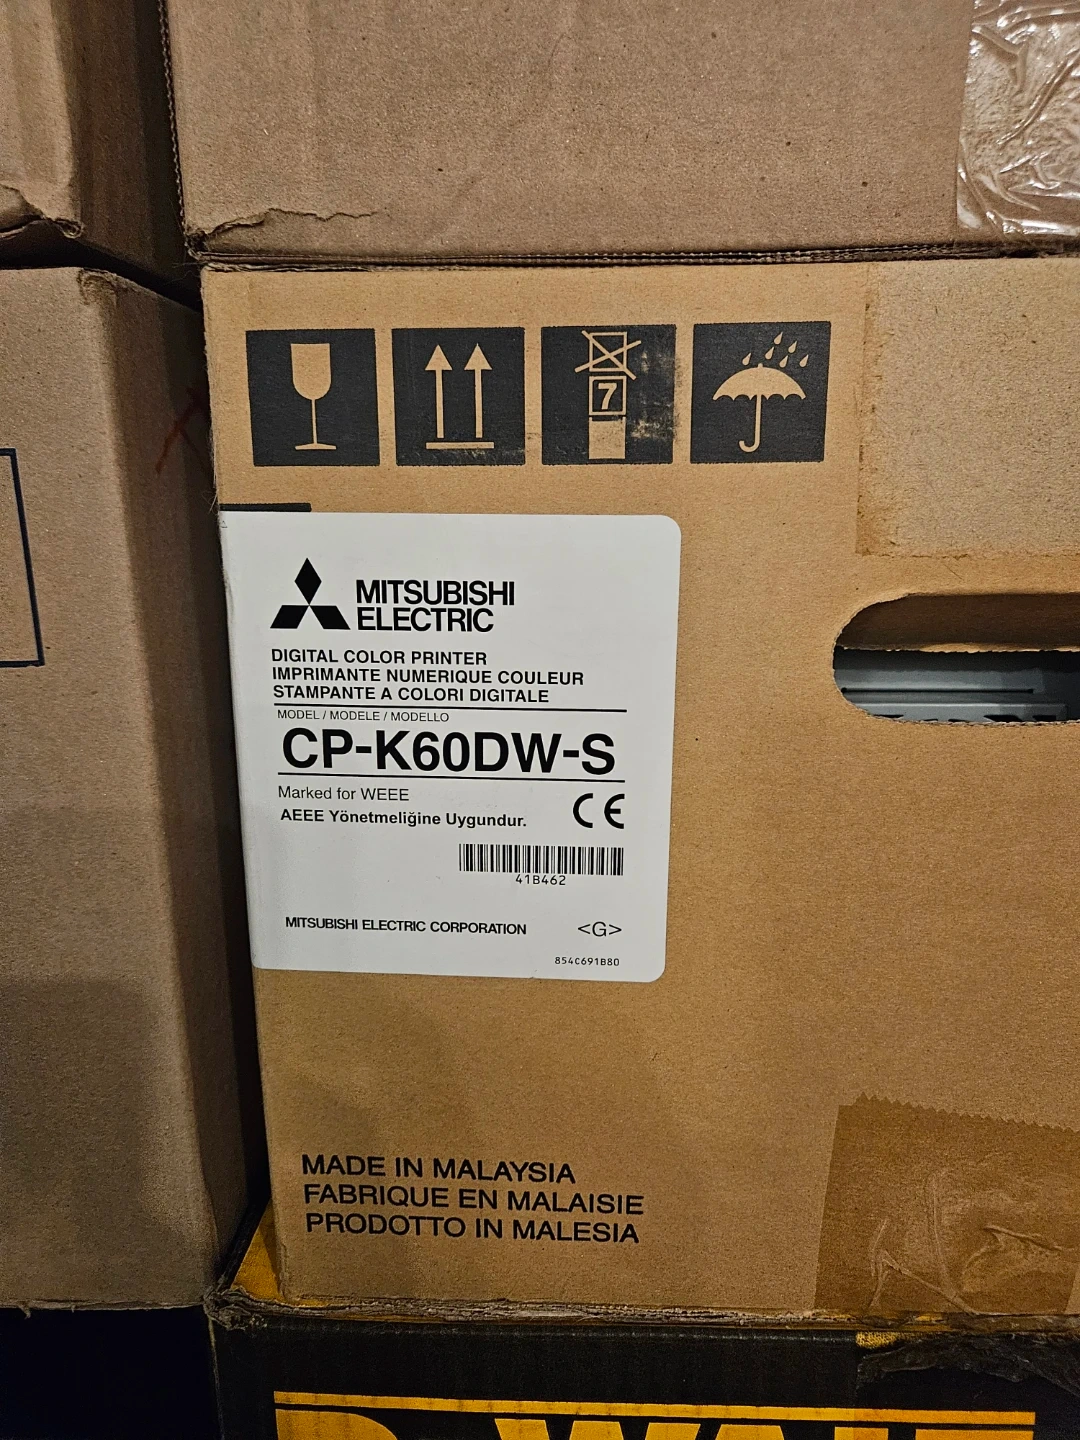 7
MITSUBISHI
ELECTRIC
DIGITAL COLOR PRINTER
IMPRIMANTE NUMERIQUE COULEUR
STAMPANTE A COLORI DIGITALE
MODEL / MODELE / MODELLO
CP-K60DW-S
Marked for WEEE
CE
AEEE Yönetmeliğine Uygundur.
41B462
MITSUBISHI ELECTRIC CORPORATION <G>
854C691B80
MADE IN MALAYSIA
FABRIQUE EN MALAISIE
PRODOTTO IN MALESIA